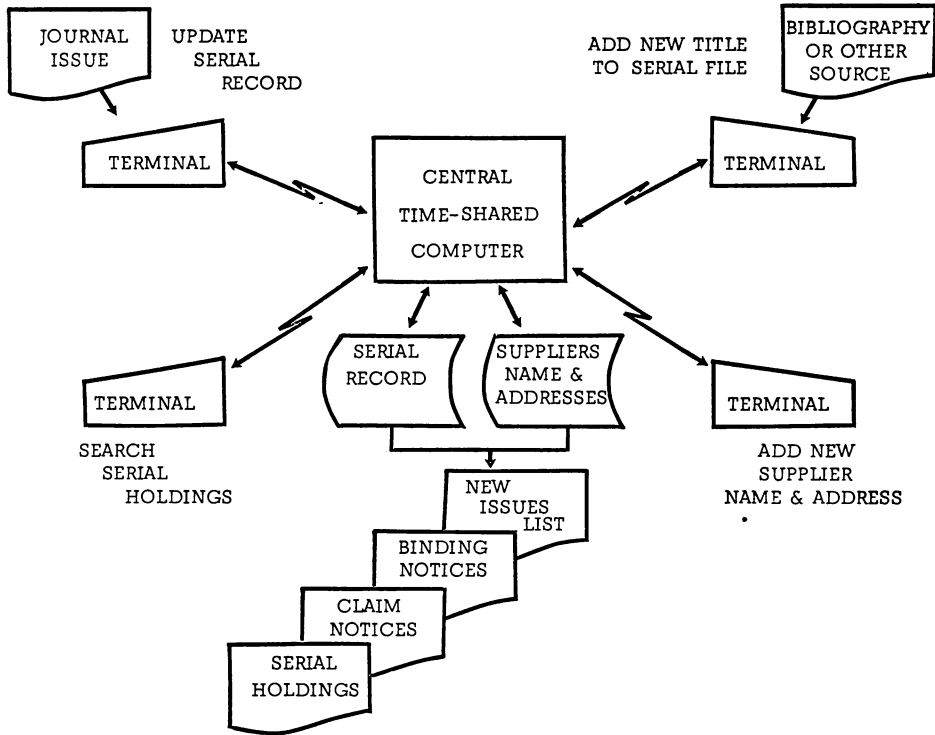 JOURNAL
ISSUE
UPDATE
SERIAL
RECORD
ADD NEW TITLE
TO SERIAL FILE
BIBLIOGRAPHY
OR OTHER
SOURCE
TERMINAL
CENTRAL
TIME-SHARED
COMPUTER
TERMINAL
SERIAL
RECORD
SUPPLIERS
NAME &
ADDRESSES
TERMINAL
SEARCH
SERIAL
HOLDINGS
TERMINAL
ADD NEW
SUPPLIER
NAME & ADDRESS
NEW
ISSUES
LIST
BINDING
NOTICES
CLAIM
NOTICES
SERIAL
HOLDINGS